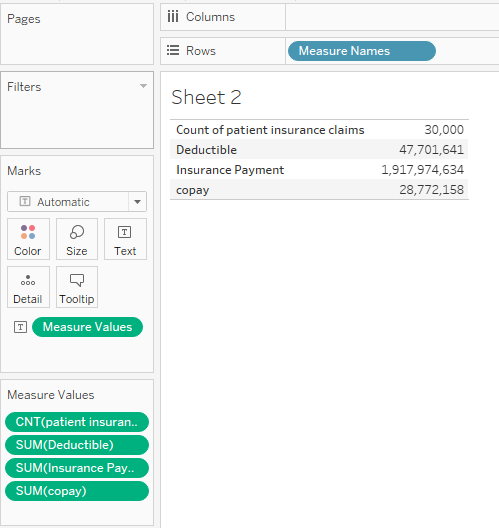 Pages
Columns
Rows
Measure Names
Filters
Sheet 2
Count of patient insurance claims 30,000
Deductible 47,701,641
Insurance Payment 1,917,974,634
copay 28,772,158
Marks
T Automatic
Color Size T Text
Detail Tooltip
T Measure Values
Measure Values
CNT(patient insuran..
SUM(Deductible)
SUM(Insurance Pay..
SUM(copay)